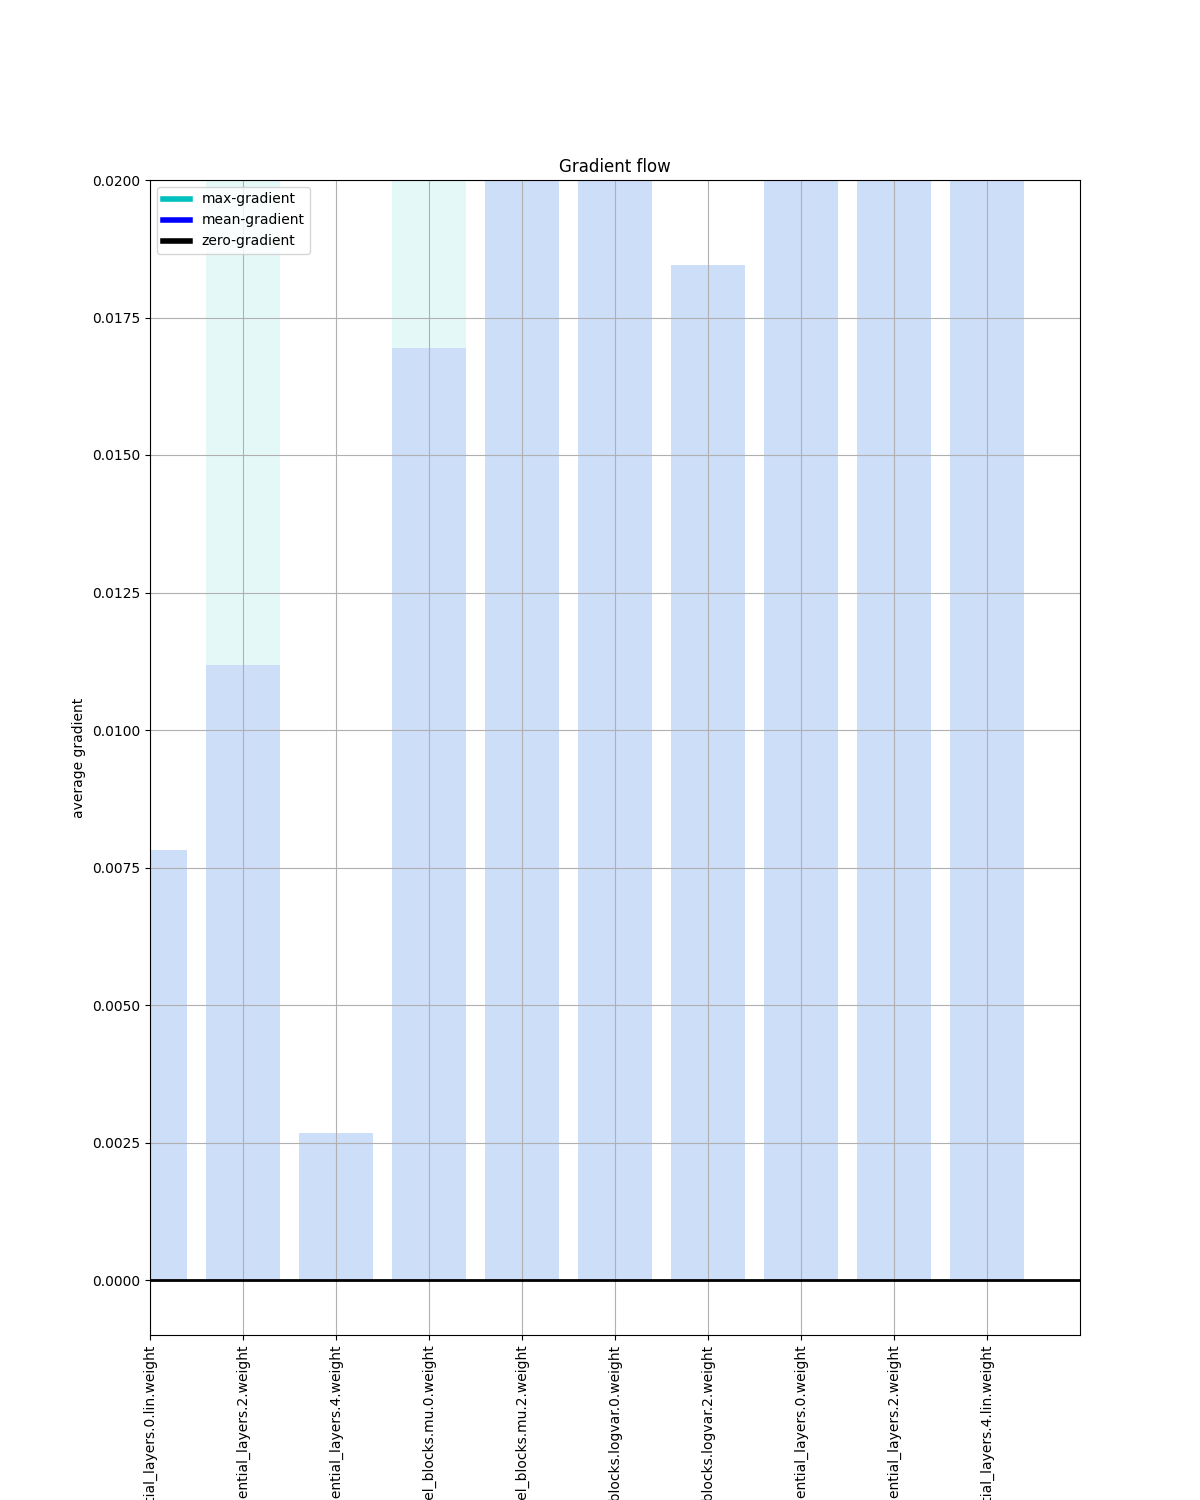 Gradient flow
max-gradient
mean-gradient
zero-gradient
0.0200
0.0175
0.0150
0.0125
0.0100
0.0075
0.0050
0.0025
0.0000
average gradient
tial_layers.0.lin.weight
ential_layers.2.weight
ential_layers.4.weight
el_blocks.mu.0.weight
el_blocks.mu.2.weight
blocks.logvar.0.weight
blocks.logvar.2.weight
ential_layers.0.weight
ential_layers.2.weight
tial_layers.4.lin.weight